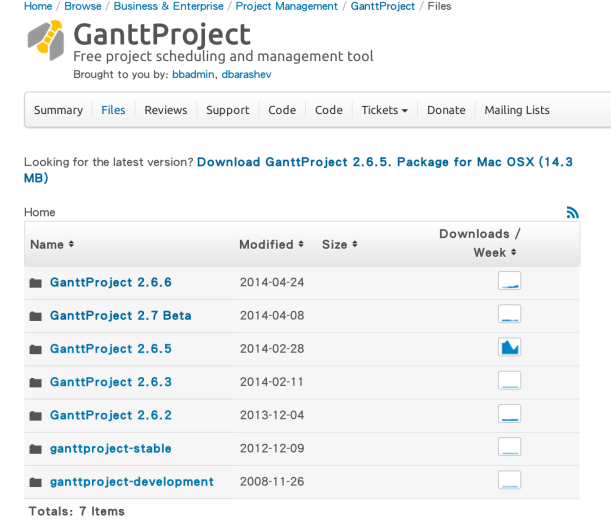 Home / Browse / Business & Enterprise / Project Management / GanttProject / Files
GanttProject
Free project scheduling and management tool
Brought to you by: bbadmin, dbarashev
Summary Files Reviews Support Code Code Tickets Donate Mailing Lists
Looking for the latest version? Download GanttProject 2.6.5. Package for Mac OSX (14.3
MB)
Home
Name Modified Size Downloads /
Week
GanttProject 2.6.6 2014-04-24
GanttProject 2.7 Beta 2014-04-08
GanttProject 2.6.5 2014-02-28
GanttProject 2.6.3 2014-02-11
GanttProject 2.6.2 2013-12-04
ganttproject-stable 2012-12-09
ganttproject-development 2008-11-26
Totals: 7 Items